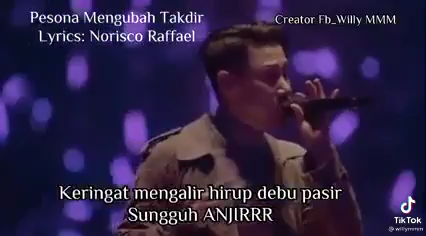 Pesona Mengubah Takdir
Lyrics: Norisco Raffael
Creator Fb_Willy MMM
Keringat mengalir hirup debu pasir
Sungguh ANJIRRR
TikTok
@willymmm